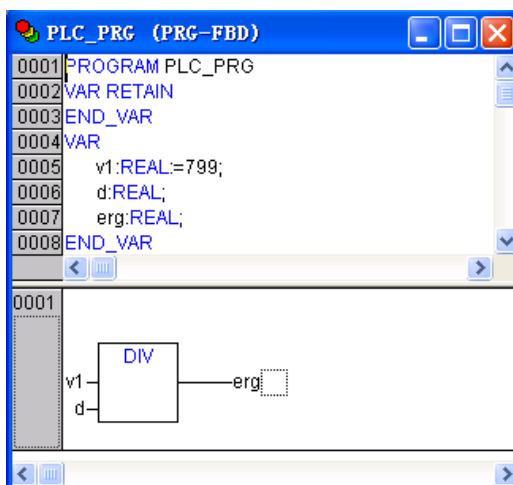 PLC_PRG (PRG-FBD)
0001 PROGRAM PLC_PRG
0002 VAR RETAIN
0003 END_VAR
0004 VAR
0005 v1:REAL:=799;
0006 d:REAL;
0007 erg:REAL;
0008 END_VAR
0001
DIV
v1 erg
d